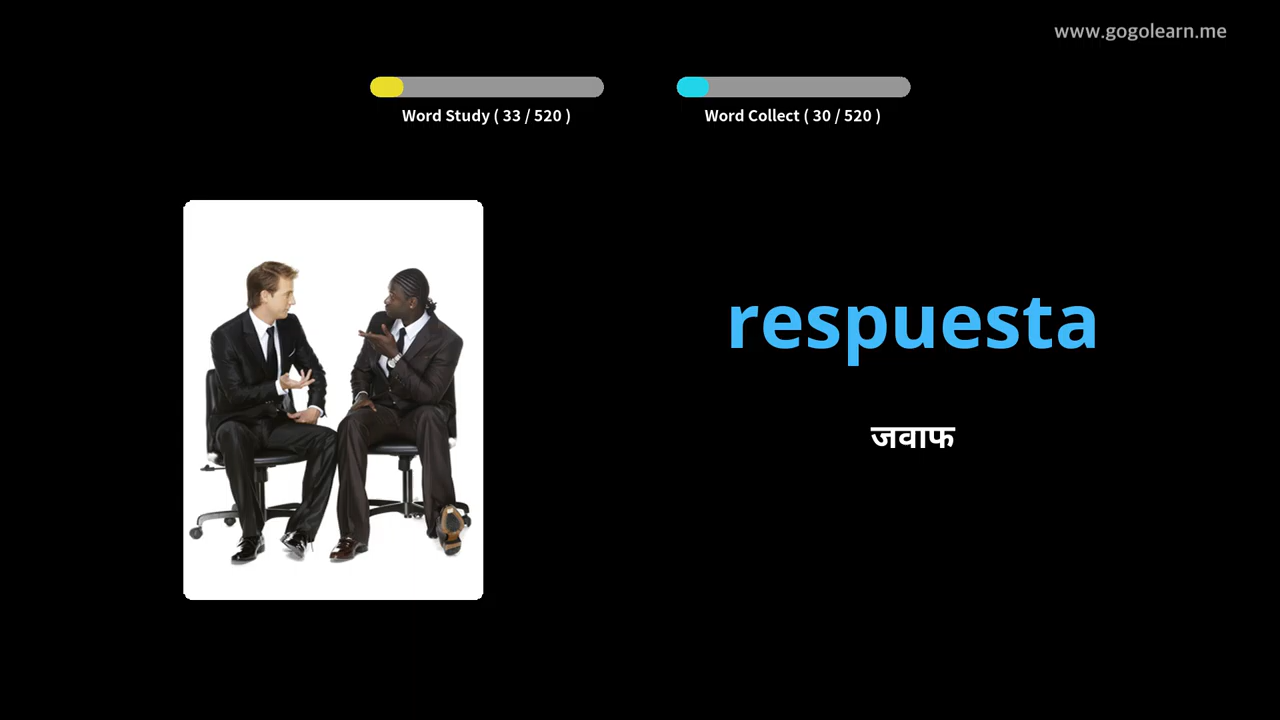 www.gogolearn.me
Word Study ( 33 / 520 )
Word Collect ( 30 / 520 )
respuesta
जवाफ